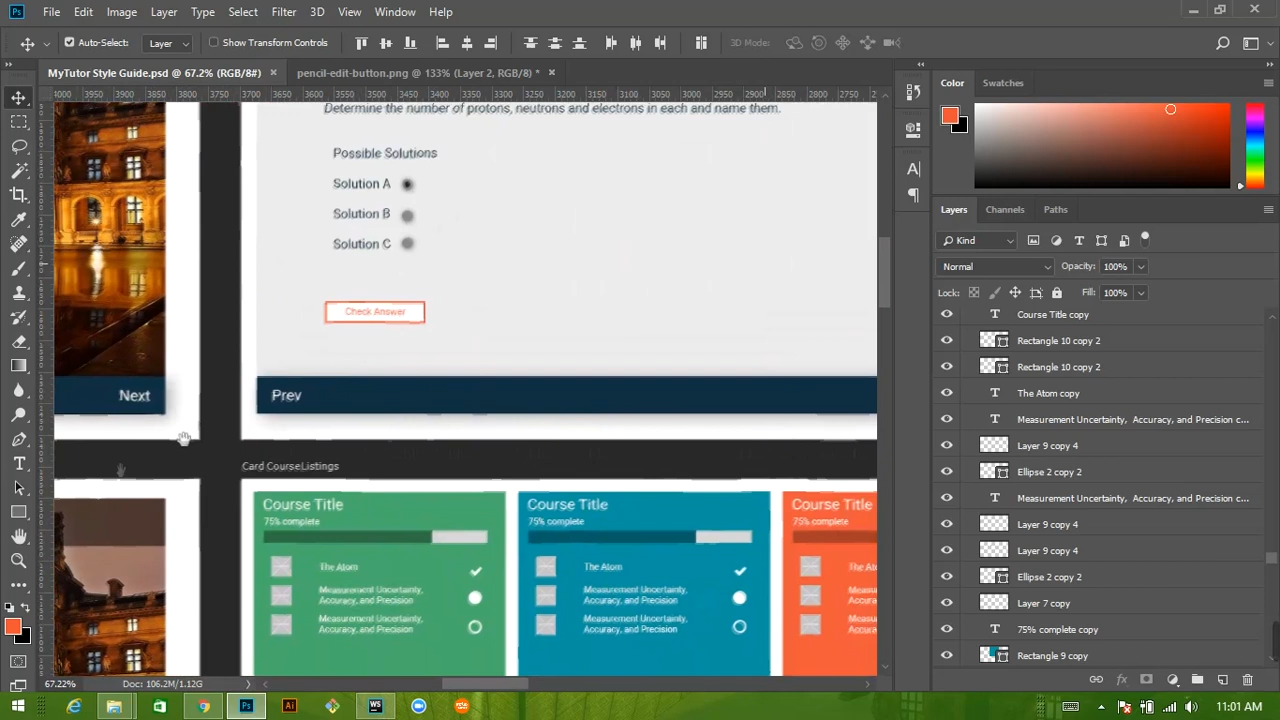 File Edit Image Layer Type Select Filter 3D View Window Help
Auto-Select: Layer Show Transform Controls 3D Mode:
MyTutor Style Guide.psd @ 67.2% (RGB/8#) × pencil-edit-button.png @ 133% (Layer 2, RGB/8) * ×
Determine the number of protons, neutrons and electrons in each and name them.
Possible Solutions
Solution A
Solution B
Solution C
Check Answer
Next
Prev
Card CourseListings
Course Title
75% complete
The Atom
Measurement Uncertainty,
Accuracy, and Precision
Measurement Uncertainty,
Accuracy, and Precision
Course Title
75% complete
The Atom
Measurement Uncertainty,
Accuracy, and Precision
Measurement Uncertainty,
Accuracy, and Precision
Course Title
75% complete
67.22% Doc: 106.2M/1.12G
Color Swatches
Layers Channels Paths
Kind
Normal Opacity: 100%
Lock: Fill: 100%
Course Title copy
Rectangle 10 copy 2
Rectangle 10 copy 2
The Atom copy
Measurement Uncertainty, Accuracy, and Precision c...
Layer 9 copy 4
Ellipse 2 copy 2
Measurement Uncertainty, Accuracy, and Precision c...
Layer 9 copy 4
Layer 9 copy 4
Ellipse 2 copy 2
Layer 7 copy
75% complete copy
Rectangle 9 copy
11:01 AM